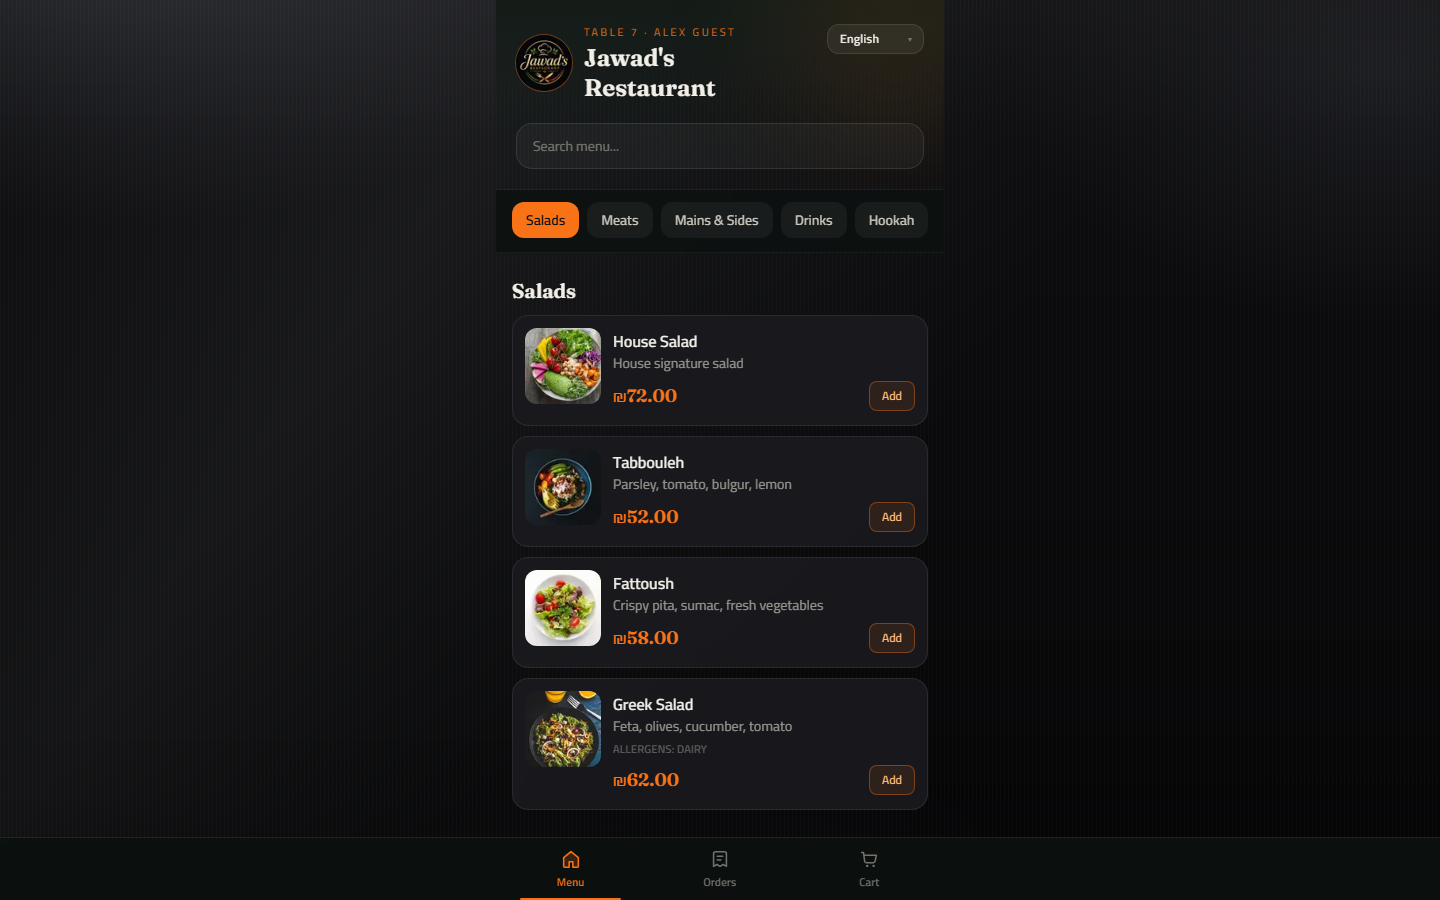 TABLE 7 · ALEX GUEST
Jawad's
Restaurant
English
Jawad's
RESTAURANT
Search menu...
Salads
Meats
Mains & Sides
Drinks
Hookah
Salads
House Salad
House signature salad
₪72.00
Add
Tabbouleh
Parsley, tomato, bulgur, lemon
₪52.00
Add
Fattoush
Crispy pita, sumac, fresh vegetables
₪58.00
Add
Greek Salad
Feta, olives, cucumber, tomato
ALLERGENS: DAIRY
₪62.00
Add
Menu
Orders
Cart